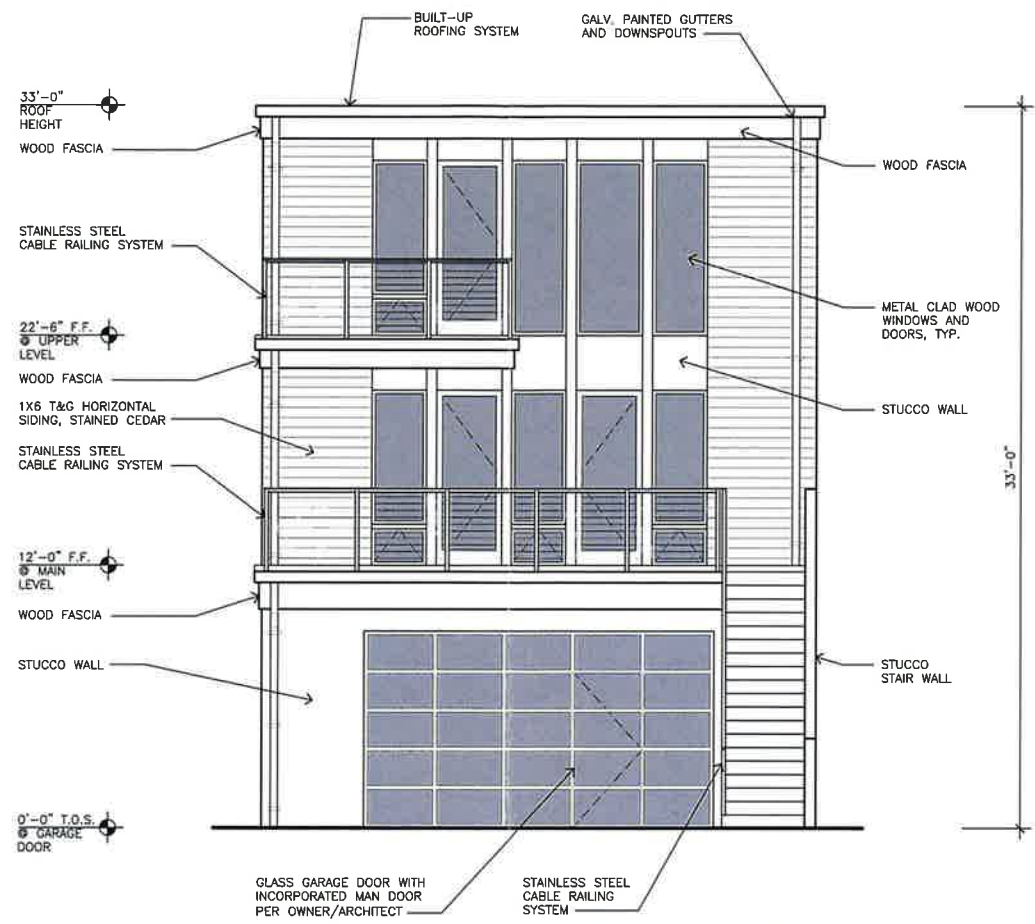 BUILT-UP
ROOFING SYSTEM
GALV. PAINTED GUTTERS
AND DOWNSPOUTS
33'-0"
ROOF
HEIGHT
WOOD FASCIA
WOOD FASCIA
STAINLESS STEEL
CABLE RAILING SYSTEM
METAL CLAD WOOD
WINDOWS AND
DOORS, TYP.
22'-6" F.F.
@ UPPER
LEVEL
WOOD FASCIA
1X6 T&G HORIZONTAL
SIDING, STAINED CEDAR
STUCCO WALL
STAINLESS STEEL
CABLE RAILING SYSTEM
33'-0"
12'-0" F.F.
@ MAIN
LEVEL
WOOD FASCIA
STUCCO WALL
STUCCO
STAIR WALL
0'-0" T.O.S.
@ GARAGE
DOOR
GLASS GARAGE DOOR WITH
INCORPORATED MAN DOOR
PER OWNER/ARCHITECT
STAINLESS STEEL
CABLE RAILING
SYSTEM